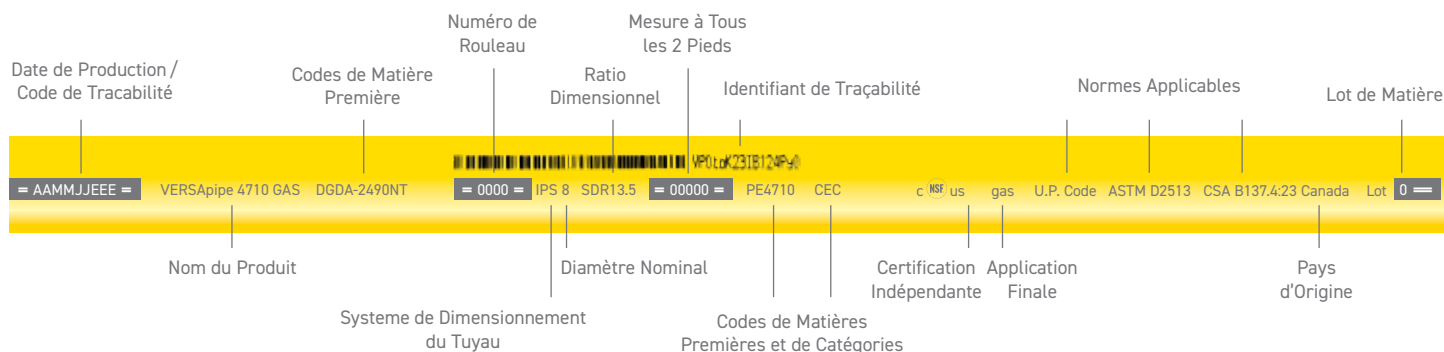 Numéro de
Rouleau
Mesure à Tous
les 2 Pieds
Date de Production /
Code de Tracabilité
Codes de Matière
Première
Ratio
Dimensionnel
Identifiant de Traçabilité
Normes Applicables
Lot de Matière
= AAMMJJEEE = VERSApipe 4710 GAS DGDA-2490NT = 0000 = IPS 8 SDR13.5 = 00000 = PE4710 CEC c NSF us gas U.P. Code ASTM D2513 CSA B137.4:23 Canada Lot 0 ==
Nom du Produit
Diamètre Nominal
Certification
Indépendante
Application
Finale
Pays
d'Origine
Systeme de Dimensionnement
du Tuyau
Codes de Matières
Premières et de Catégories